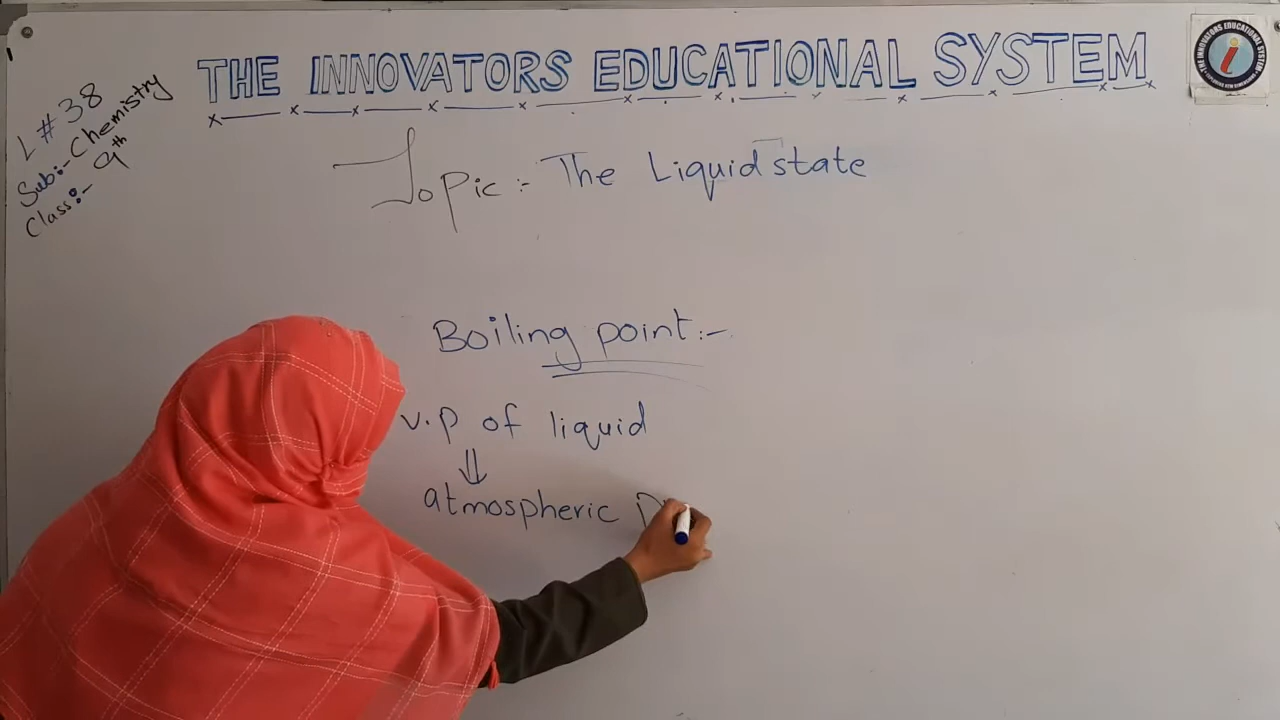 THE INNOVATORS EDUCATIONAL SYSTEM
L # 38
Sub:- Chemistry
Class:- 9th
Topic :- The Liquid state
Boiling point :-
v.p of liquid
⇓
atmospheric P